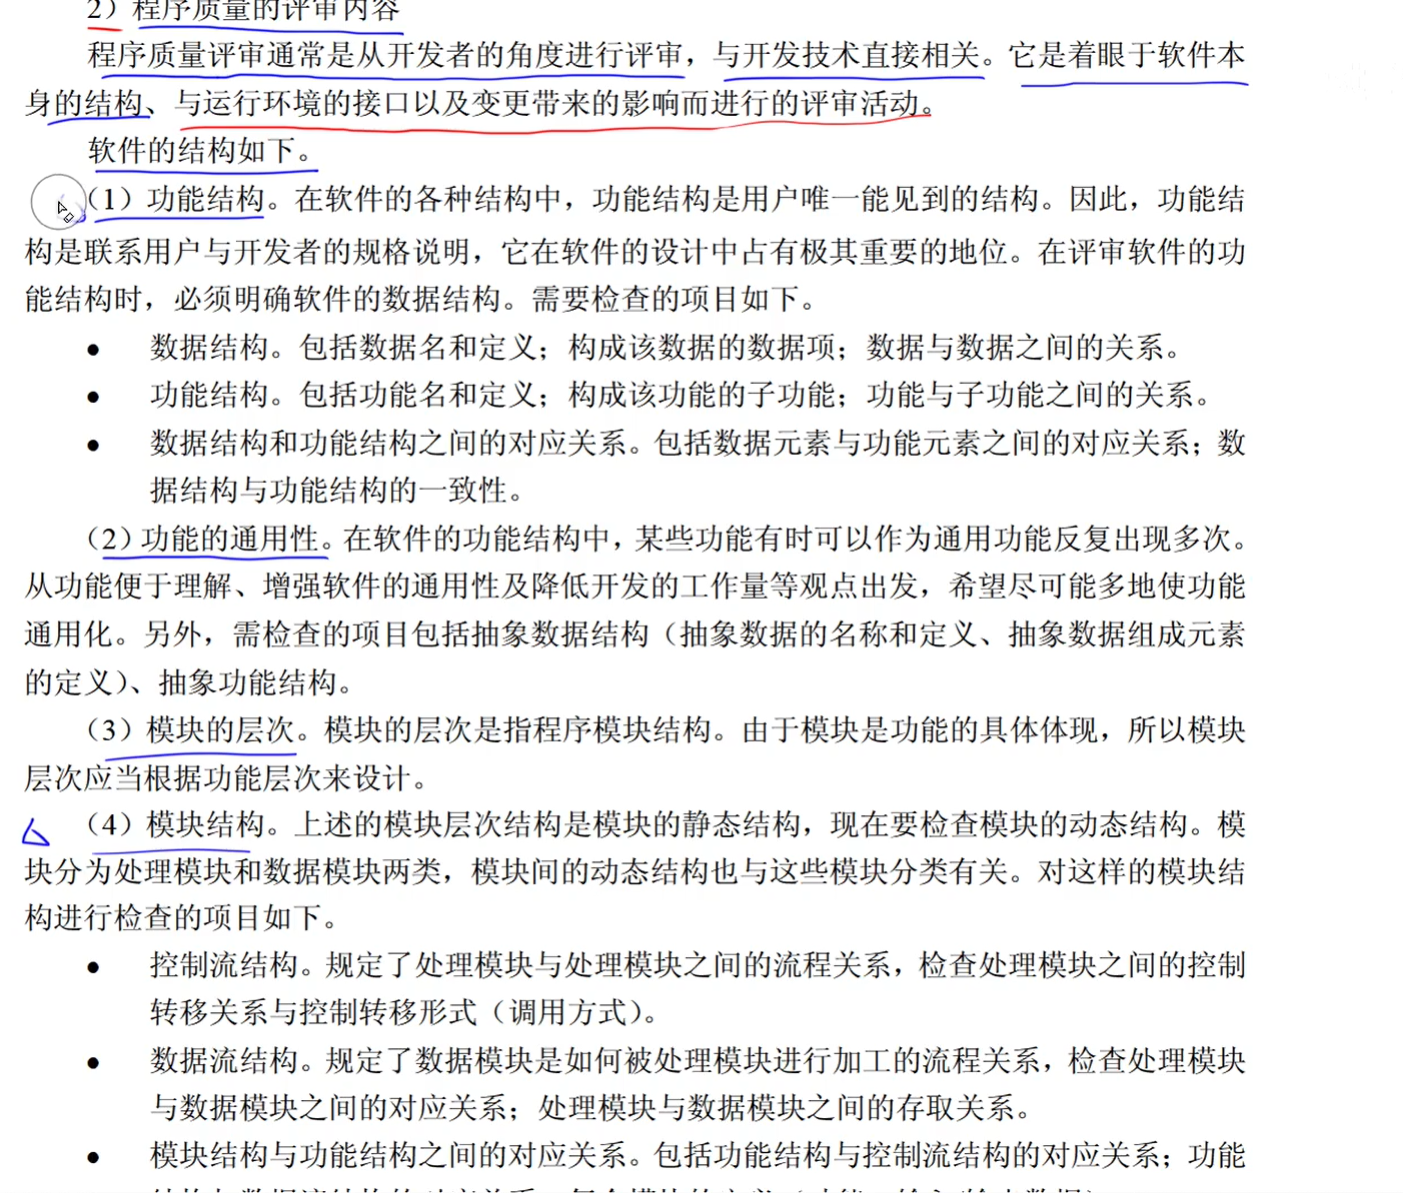 2）程序质量的评审内容
程序质量评审通常是从开发者的角度进行评审，与开发技术直接相关。它是着眼于软件本
身的结构、与运行环境的接口以及变更带来的影响而进行的评审活动。
软件的结构如下。
（1）功能结构。在软件的各种结构中，功能结构是用户唯一能见到的结构。因此，功能结
构是联系用户与开发者的规格说明，它在软件的设计中占有极其重要的地位。在评审软件的功
能结构时，必须明确软件的数据结构。需要检查的项目如下。
● 数据结构。包括数据名和定义；构成该数据的数据项；数据与数据之间的关系。
● 功能结构。包括功能名和定义；构成该功能的子功能；功能与子功能之间的关系。
● 数据结构和功能结构之间的对应关系。包括数据元素与功能元素之间的对应关系；数
据结构与功能结构的一致性。
（2）功能的通用性。在软件的功能结构中，某些功能有时可以作为通用功能反复出现多次。
从功能便于理解、增强软件的通用性及降低开发的工作量等观点出发，希望尽可能多地使功能
通用化。另外，需检查的项目包括抽象数据结构（抽象数据的名称和定义、抽象数据组成元素
的定义）、抽象功能结构。
（3）模块的层次。模块的层次是指程序模块结构。由于模块是功能的具体体现，所以模块
层次应当根据功能层次来设计。
（4）模块结构。上述的模块层次结构是模块的静态结构，现在要检查模块的动态结构。模
块分为处理模块和数据模块两类，模块间的动态结构也与这些模块分类有关。对这样的模块结
构进行检查的项目如下。
● 控制流结构。规定了处理模块与处理模块之间的流程关系，检查处理模块之间的控制
转移关系与控制转移形式（调用方式）。
● 数据流结构。规定了数据模块是如何被处理模块进行加工的流程关系，检查处理模块
与数据模块之间的对应关系；处理模块与数据模块之间的存取关系。
● 模块结构与功能结构之间的对应关系。包括功能结构与控制流结构的对应关系；功能